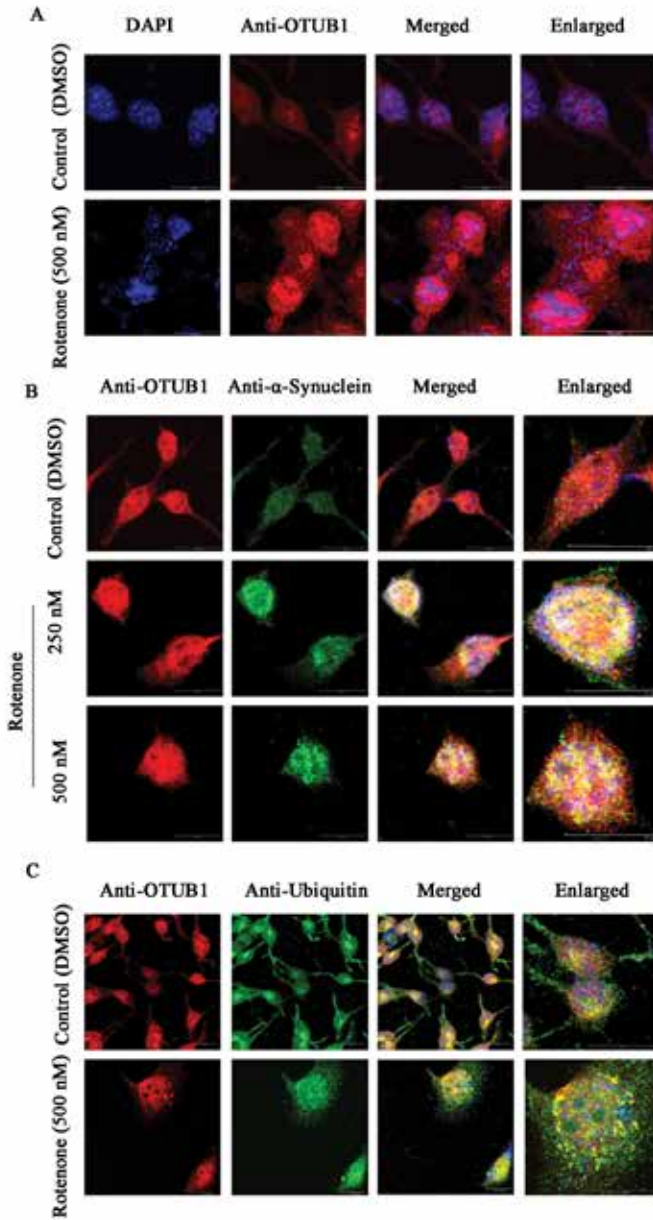 A
DAPI Anti-OTUB1 Merged Enlarged
Control (DMSO)
Rotenone (500 nM)
B
Anti-OTUB1 Anti-α-Synuclein Merged Enlarged
Control (DMSO)
Rotenone
250 nM
500 nM
C
Anti-OTUB1 Anti-Ubiquitin Merged Enlarged
Control (DMSO)
Rotenone (500 nM)